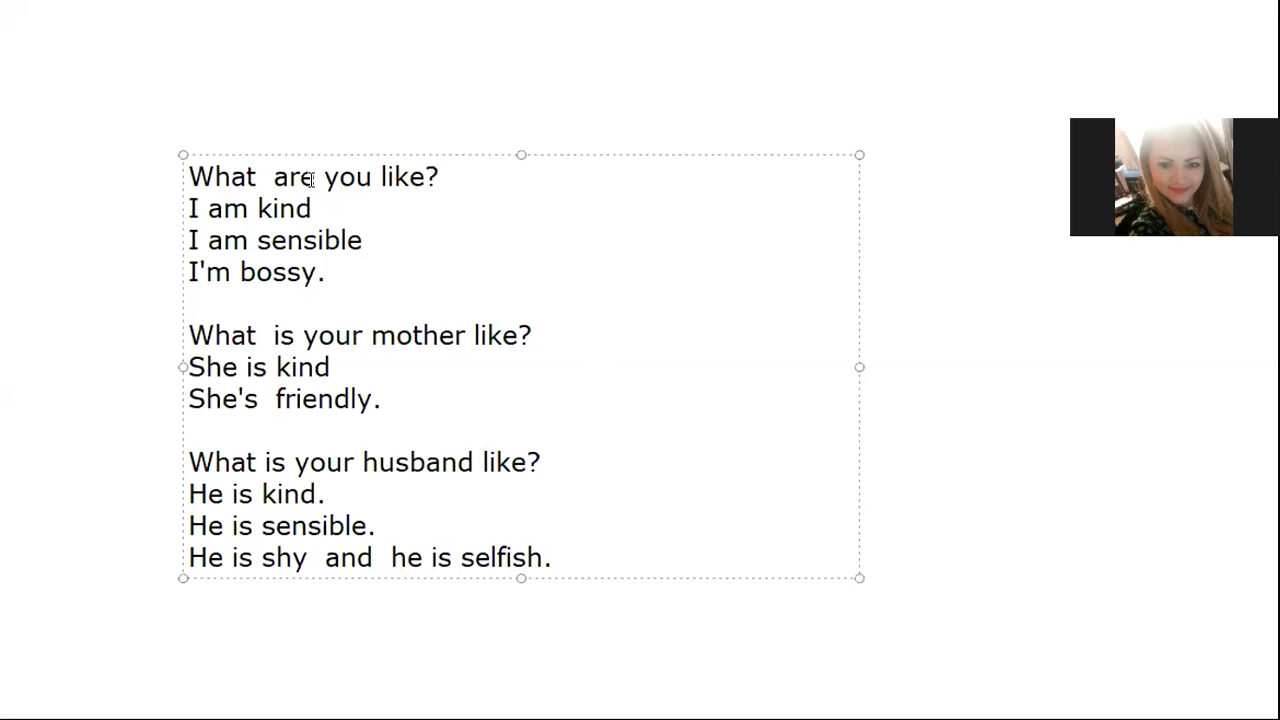 What  are you like?
I am kind
I am sensible
I'm bossy.
What  is your mother like?
She is kind
She's  friendly.
What is your husband like?
He is kind.
He is sensible.
He is shy  and  he is selfish.